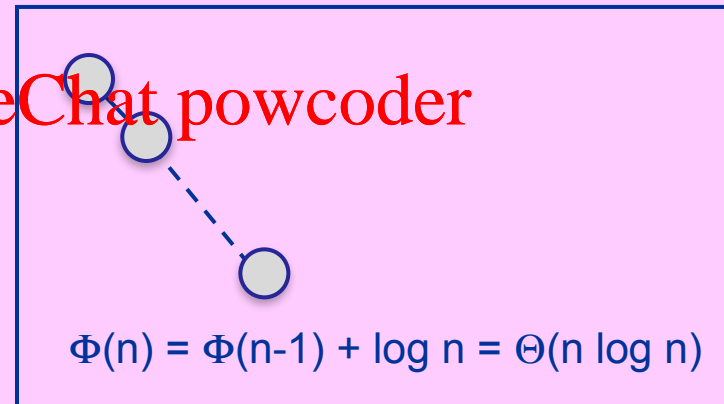 eChat powcoder
Φ(n) = Φ(n-1) + log n = Θ(n log n)